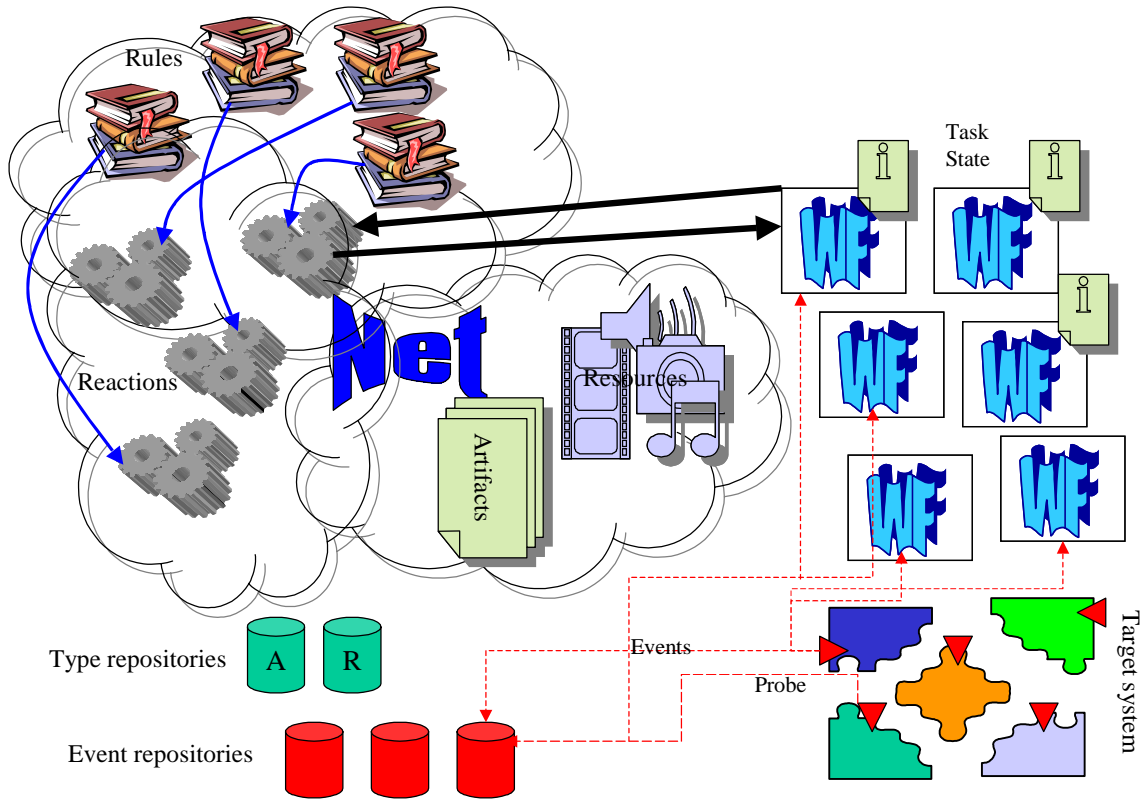 Rules
Task
State
i
i
WF
WF
i
Net
Reactions
Resources
WF
WF
Artifacts
WF
WF
Type repositories
A
R
Events
Probe
Target system
Event repositories